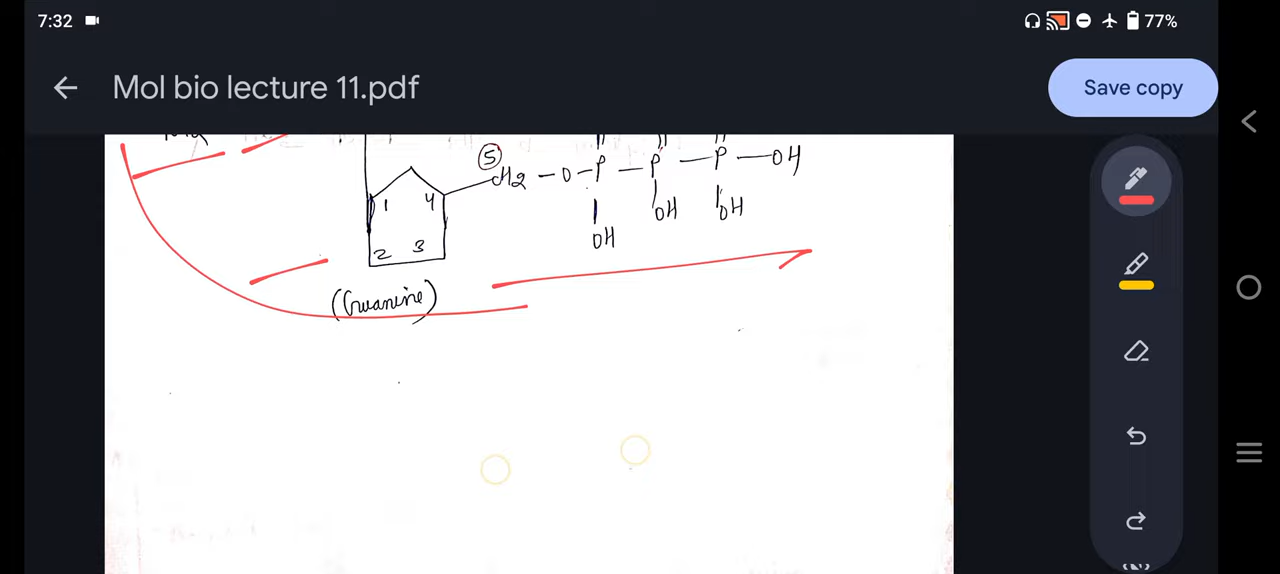 7:32 77%
Mol bio lecture 11.pdf Save copy
⑤
CH2 - O - P - P - P - OH
1 4
OH OH
2 3
OH
(Guanine)